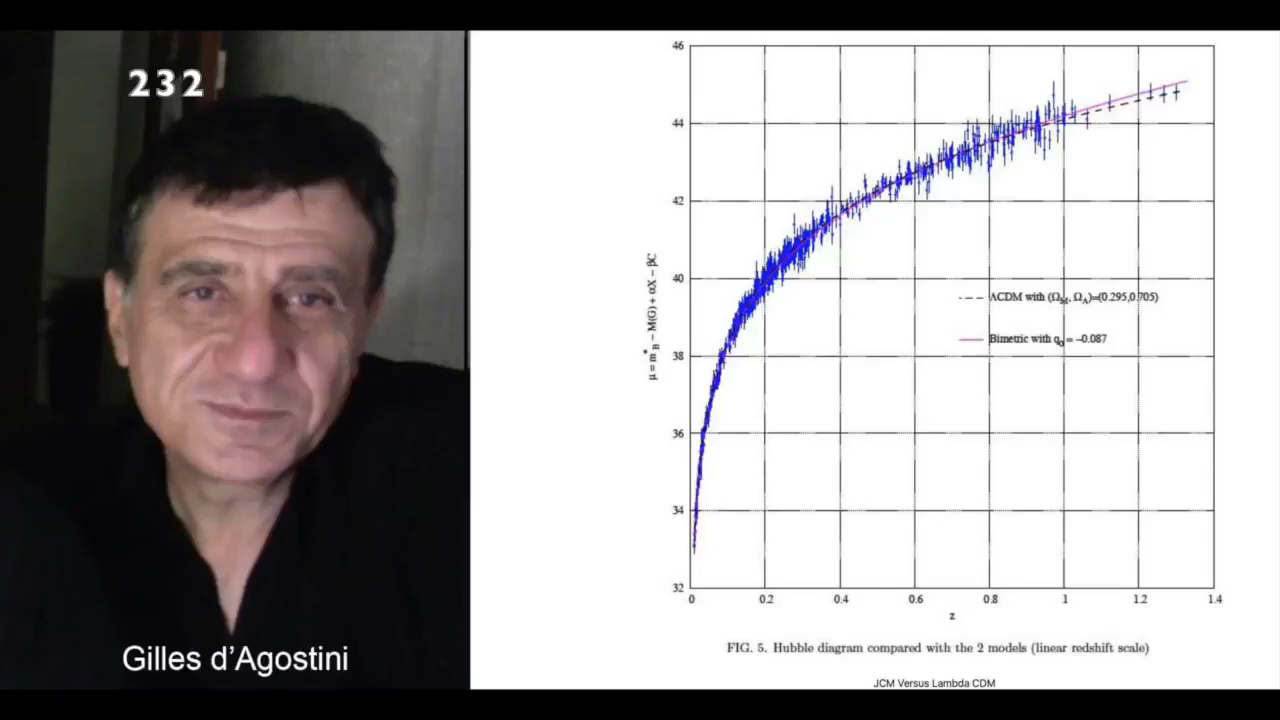 232
Gilles d'Agostini
46
44
42
40
38
36
34
32
μ = m*B – M(G) + αX – βC
ΛCDM with (ΩM, ΩΛ)=(0.295,0.705)
Bimetric with q0 = –0.087
0 0.2 0.4 0.6 0.8 1 1.2 1.4
z
FIG. 5. Hubble diagram compared with the 2 models (linear redshift scale)
JCM Versus Lambda CDM